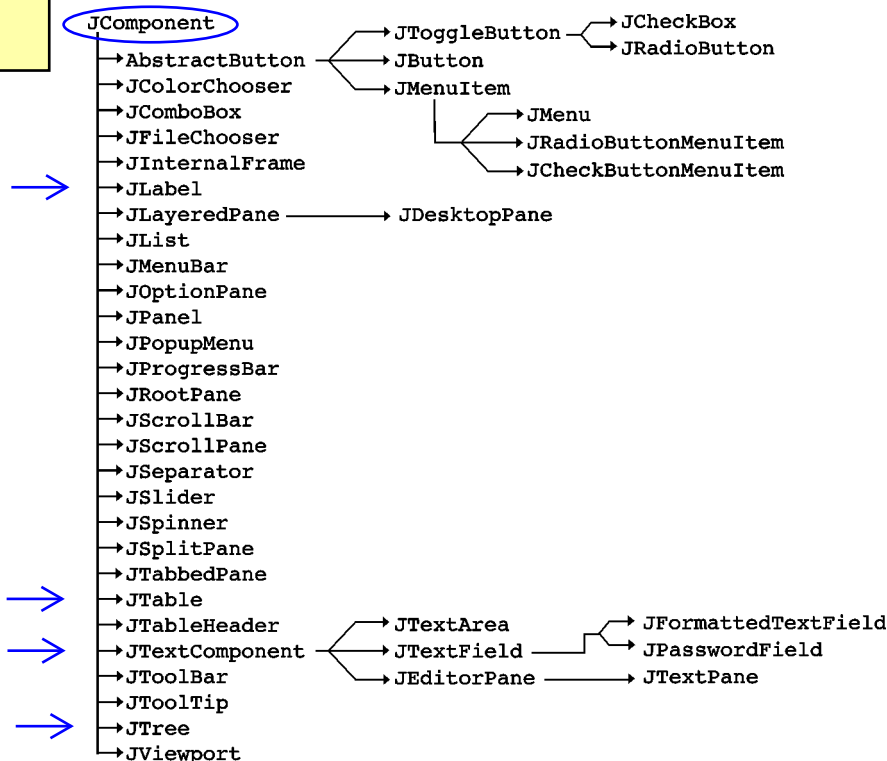 JComponent
AbstractButton
JToggleButton
JCheckBox
JRadioButton
JButton
JMenuItem
JMenu
JRadioButtonMenuItem
JCheckButtonMenuItem
JColorChooser
JComboBox
JFileChooser
JInternalFrame
JLabel
JLayeredPane
JDesktopPane
JList
JMenuBar
JOptionPane
JPanel
JPopupMenu
JProgressBar
JRootPane
JScrollBar
JScrollPane
JSeparator
JSlider
JSpinner
JSplitPane
JTabbedPane
JTable
JTableHeader
JTextComponent
JTextArea
JTextField
JFormattedTextField
JPasswordField
JEditorPane
JTextPane
JToolBar
JToolTip
JTree
JViewport